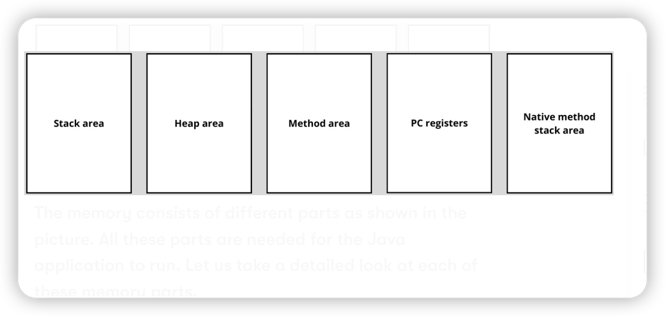 Stack area
Heap area
Method area
PC registers
Native method
stack area
The memory consists of different parts as shown in the
picture. All these parts are needed for the Java
application to run. Let us take a detailed look at each of
these memory parts.